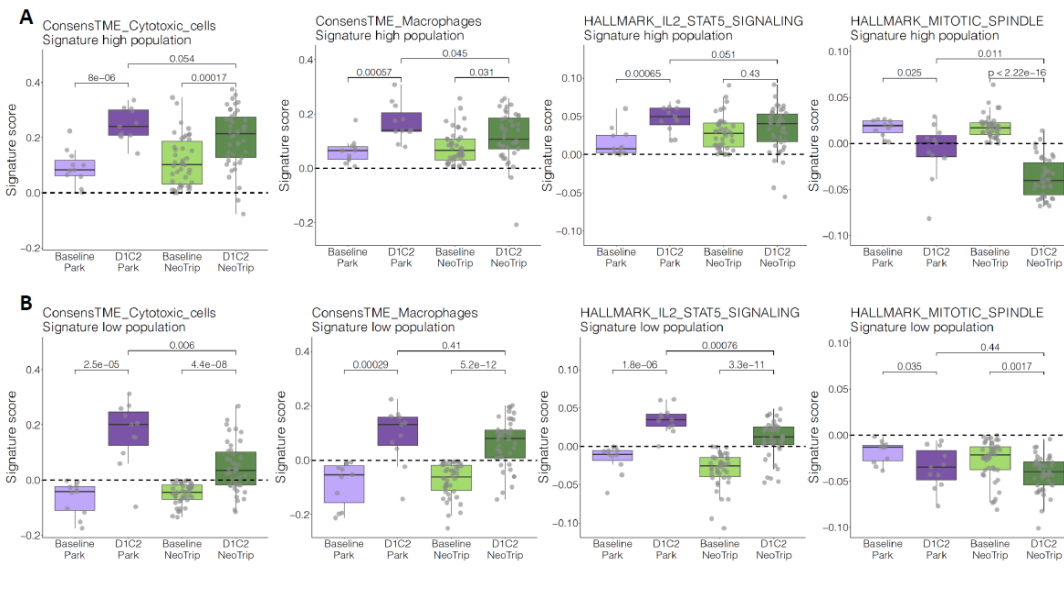 A
ConsensTME_Cytotoxic_cells
Signature high population
Signature score
0.4
0.2
0.0
−0.2
8e−06
0.054
0.00017
Baseline
Park
D1C2
Park
Baseline
NeoTrip
D1C2
NeoTrip
ConsensTME_Macrophages
Signature high population
Signature score
0.4
0.2
0.0
−0.2
0.00057
0.045
0.031
Baseline
Park
D1C2
Park
Baseline
NeoTrip
D1C2
NeoTrip
HALLMARK_IL2_STAT5_SIGNALING
Signature high population
Signature score
0.10
0.05
0.00
−0.05
−0.10
0.00065
0.051
0.43
Baseline
Park
D1C2
Park
Baseline
NeoTrip
D1C2
NeoTrip
HALLMARK_MITOTIC_SPINDLE
Signature high population
Signature score
0.10
0.05
0.00
−0.05
−0.10
0.025
0.011
p < 2.22e−16
Baseline
Park
D1C2
Park
Baseline
NeoTrip
D1C2
NeoTrip
B
ConsensTME_Cytotoxic_cells
Signature low population
Signature score
0.4
0.2
0.0
−0.2
2.5e−05
0.006
4.4e−08
Baseline
Park
D1C2
Park
Baseline
NeoTrip
D1C2
NeoTrip
ConsensTME_Macrophages
Signature low population
Signature score
0.4
0.2
0.0
−0.2
0.00029
0.41
5.2e−12
Baseline
Park
D1C2
Park
Baseline
NeoTrip
D1C2
NeoTrip
HALLMARK_IL2_STAT5_SIGNALING
Signature low population
Signature score
0.10
0.05
0.00
−0.05
−0.10
1.8e−06
0.00076
3.3e−11
Baseline
Park
D1C2
Park
Baseline
NeoTrip
D1C2
NeoTrip
HALLMARK_MITOTIC_SPINDLE
Signature low population
Signature score
0.10
0.05
0.00
−0.05
−0.10
0.035
0.44
0.0017
Baseline
Park
D1C2
Park
Baseline
NeoTrip
D1C2
NeoTrip